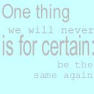 One thing
we will never
is for certain:
be the
same again